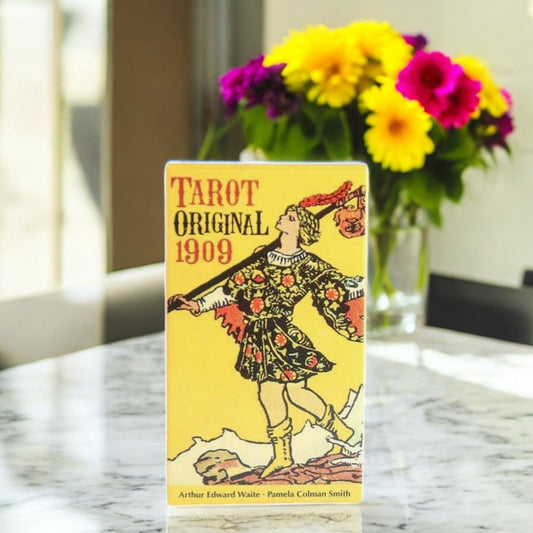 TAROT
ORIGINAL
1909
Arthur Edward Waite · Pamela Colman Smith